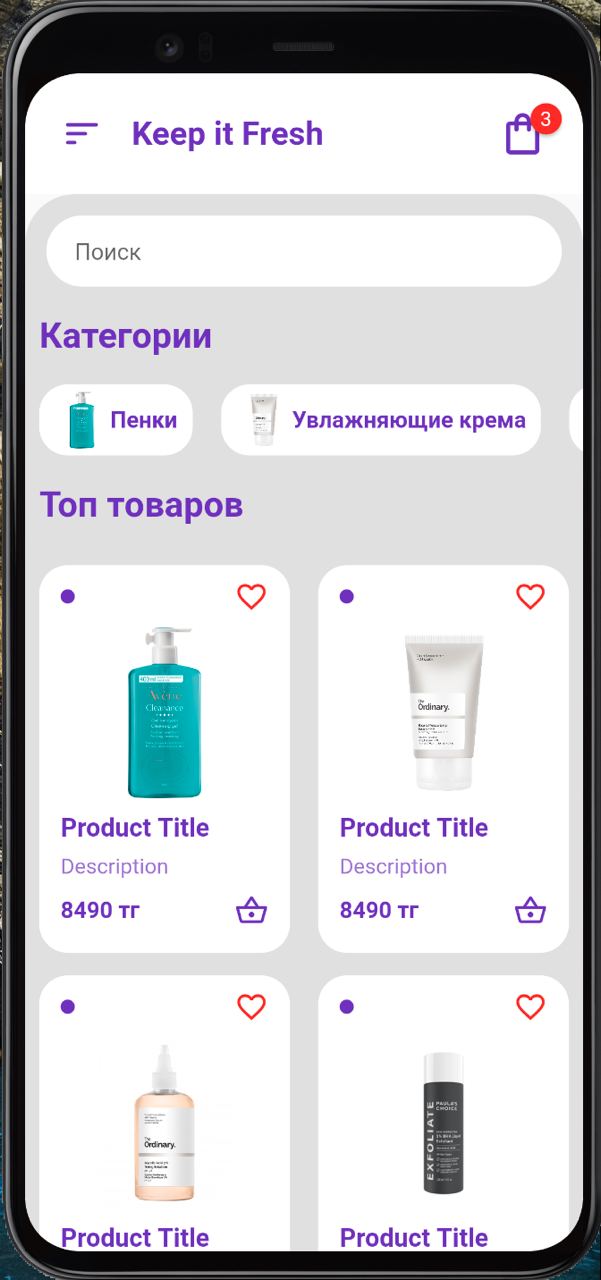 Keep it Fresh
3
Поиск
Категории
Пенки
Увлажняющие крема
Топ товаров
400ml
Avène
Cleanance
The
Ordinary.
Product Title
Product Title
Description
Description
8490 тг
8490 тг
The
Ordinary.
EXFOLIATE
PAULA'S
CHOICE
Product Title
Product Title